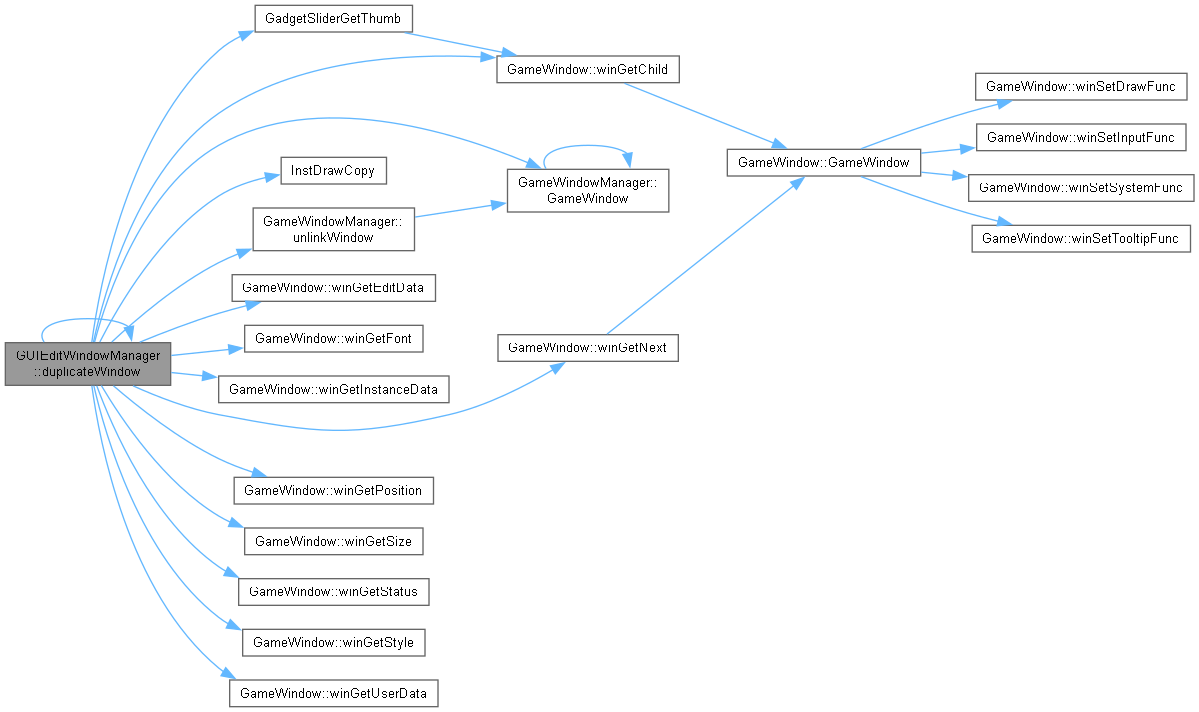 GadgetSliderGetThumb
GameWindow::winGetChild
GameWindow::winSetDrawFunc
GameWindow::winSetInputFunc
GameWindow::GameWindow
InstDrawCopy
GameWindowManager::
GameWindow
GameWindow::winSetSystemFunc
GameWindowManager::
unlinkWindow
GameWindow::winSetTooltipFunc
GameWindow::winGetEditData
GameWindow::winGetFont
GameWindow::winGetNext
GUIEditWindowManager
::duplicateWindow
GameWindow::winGetInstanceData
GameWindow::winGetPosition
GameWindow::winGetSize
GameWindow::winGetStatus
GameWindow::winGetStyle
GameWindow::winGetUserData